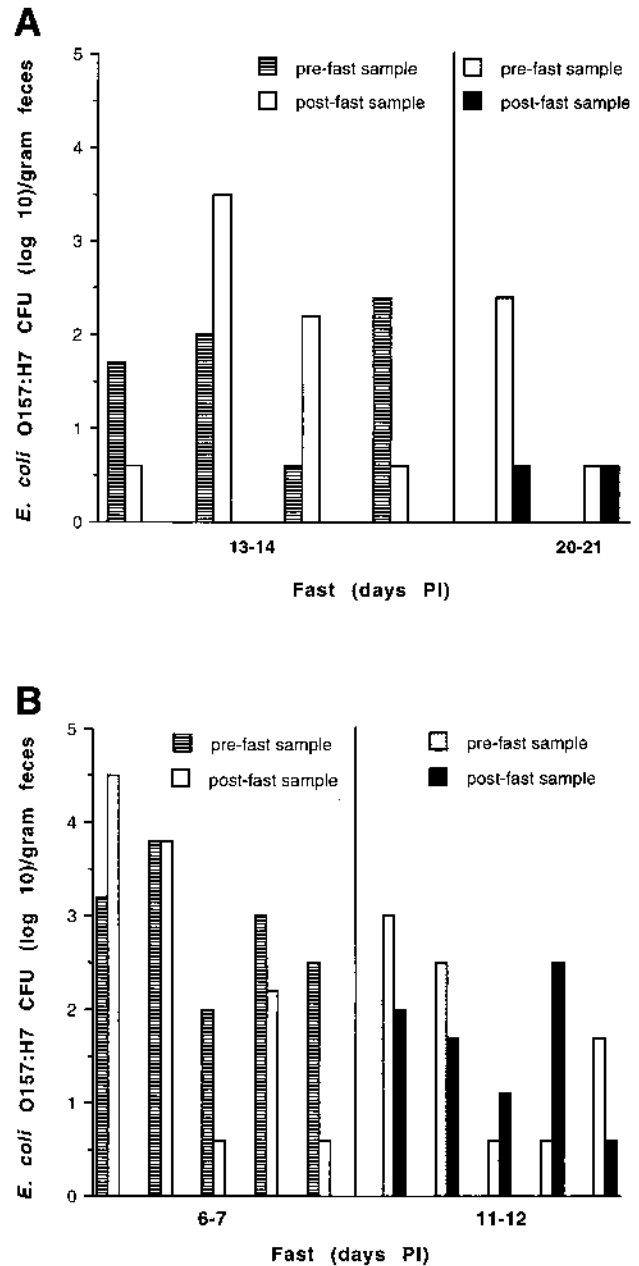 A
E. coli O157:H7 CFU (log 10)/gram feces
5
4
3
2
1
0
pre-fast sample
post-fast sample
pre-fast sample
post-fast sample
13-14
20-21
Fast (days PI)
B
E. coli O157:H7 CFU (log 10)/gram feces
5
4
3
2
1
0
pre-fast sample
post-fast sample
pre-fast sample
post-fast sample
6-7
11-12
Fast (days PI)